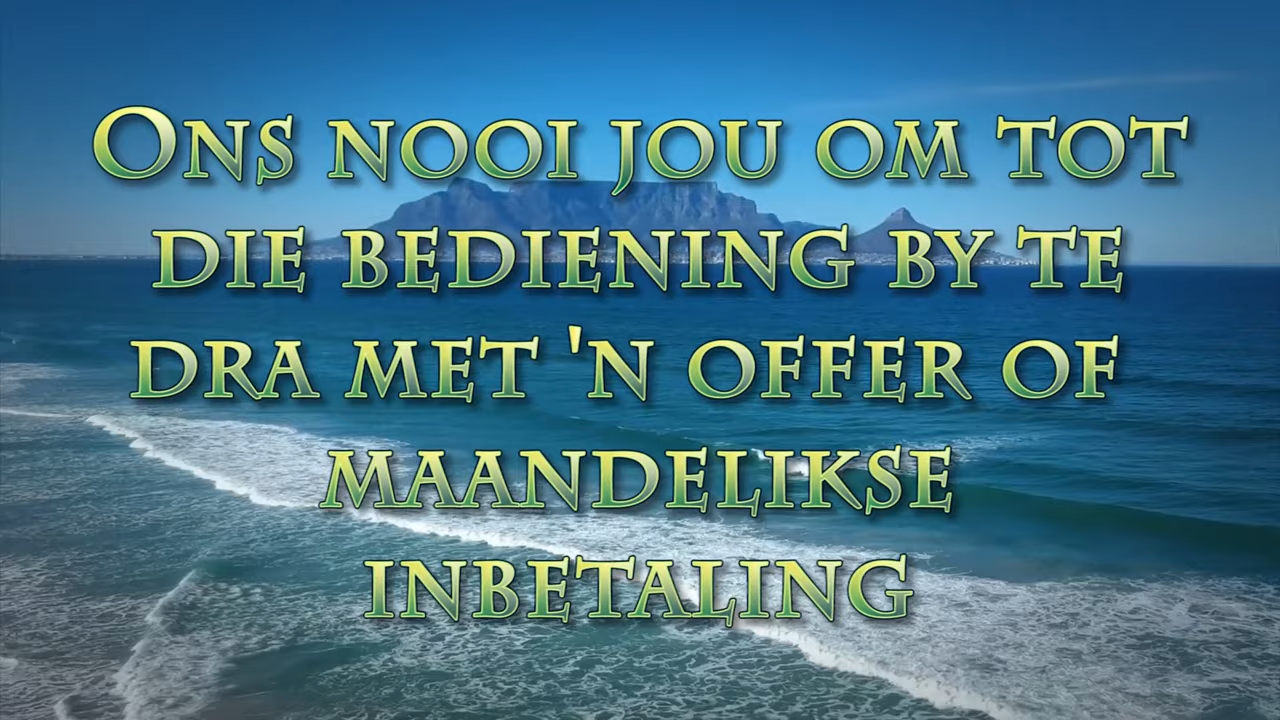 Ons nooi jou om tot
die bediening by te
dra met 'n offer of
maandelikse
inbetaling